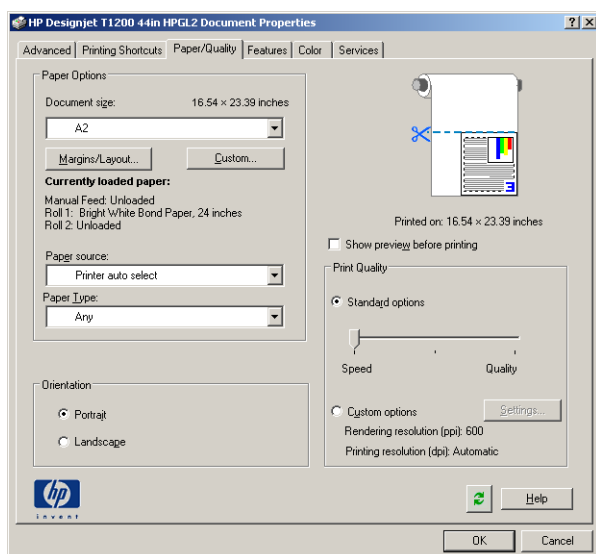 HP Designjet T1200 44in HPGL2 Document Properties
Advanced
Printing Shortcuts
Paper/Quality
Features
Color
Services
Paper Options
Document size:
16.54 × 23.39 inches
A2
Margins/Layout...
Custom...
Currently loaded paper:
Manual Feed: Unloaded
Roll 1: Bright White Bond Paper, 24 inches
Roll 2: Unloaded
Paper source:
Printer auto select
Paper Type:
Any
Orientation
Portrait
Landscape
3
Printed on: 16.54 × 23.39 inches
Show preview before printing
Print Quality
Standard options
Speed
Quality
Custom options
Settings...
Rendering resolution (ppi): 600
Printing resolution (dpi): Automatic
hp
invent
Help
OK
Cancel